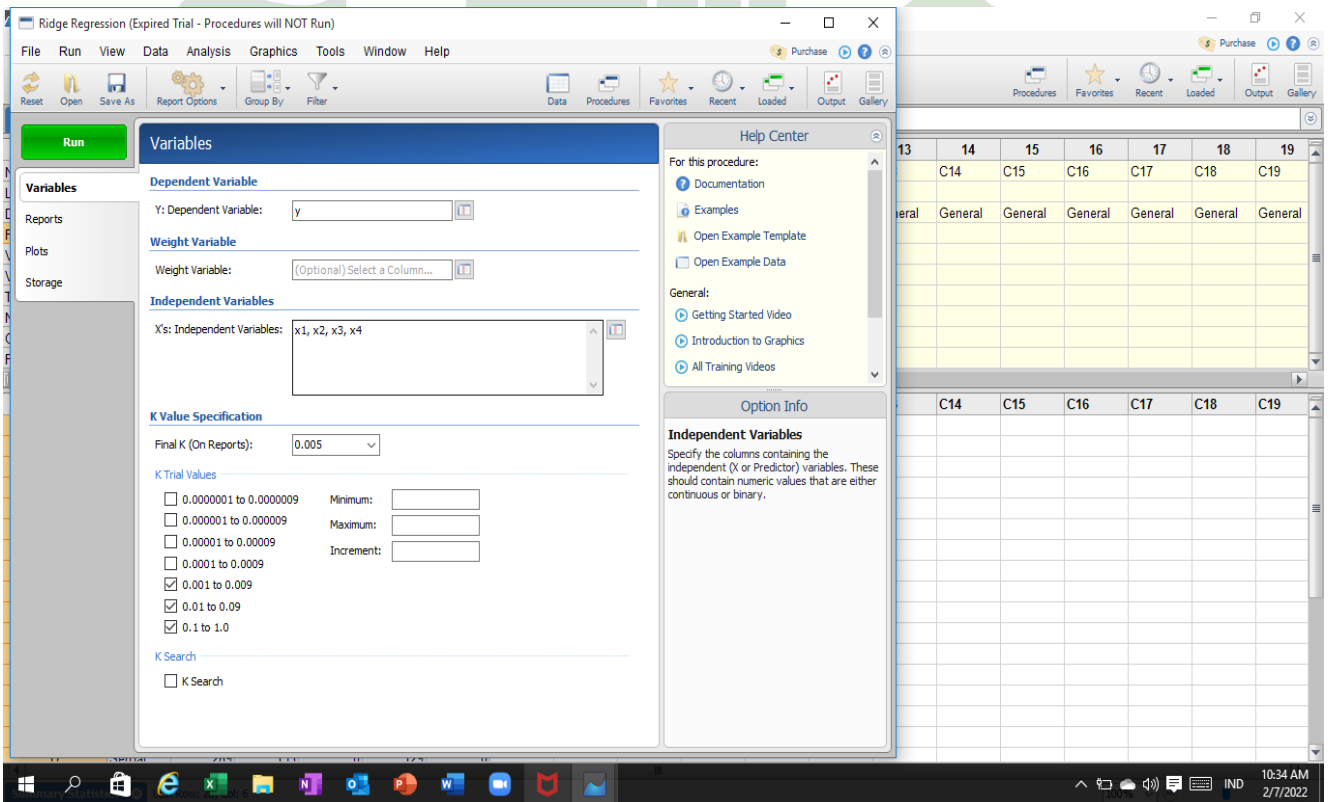 Ridge Regression (Expired Trial - Procedures will NOT Run)
File Run View Data Analysis Graphics Tools Window Help
Purchase
Purchase
Reset Open Save As Report Options Group By Filter Data Procedures Favorites Recent Loaded Output Gallery
Procedures Favorites Recent Loaded Output Gallery
Run
Variables
Reports
Plots
Storage
Variables
Dependent Variable
Y: Dependent Variable: y
Weight Variable
Weight Variable: (Optional) Select a Column...
Independent Variables
X's: Independent Variables: x1, x2, x3, x4
K Value Specification
Final K (On Reports): 0.005
K Trial Values
0.0000001 to 0.0000009 Minimum:
0.000001 to 0.000009 Maximum:
0.00001 to 0.00009
Increment:
0.0001 to 0.0009
0.001 to 0.009
0.01 to 0.09
0.1 to 1.0
K Search
K Search
Help Center
For this procedure:
Documentation
Examples
Open Example Template
Open Example Data
General:
Getting Started Video
Introduction to Graphics
All Training Videos
Option Info
Independent Variables
Specify the columns containing the
independent (X or Predictor) variables. These
should contain numeric values that are either
continuous or binary.
13 14 15 16 17 18 19
C14 C15 C16 C17 C18 C19
General General General General General General
C14 C15 C16 C17 C18 C19
IND
10:34 AM
2/7/2022